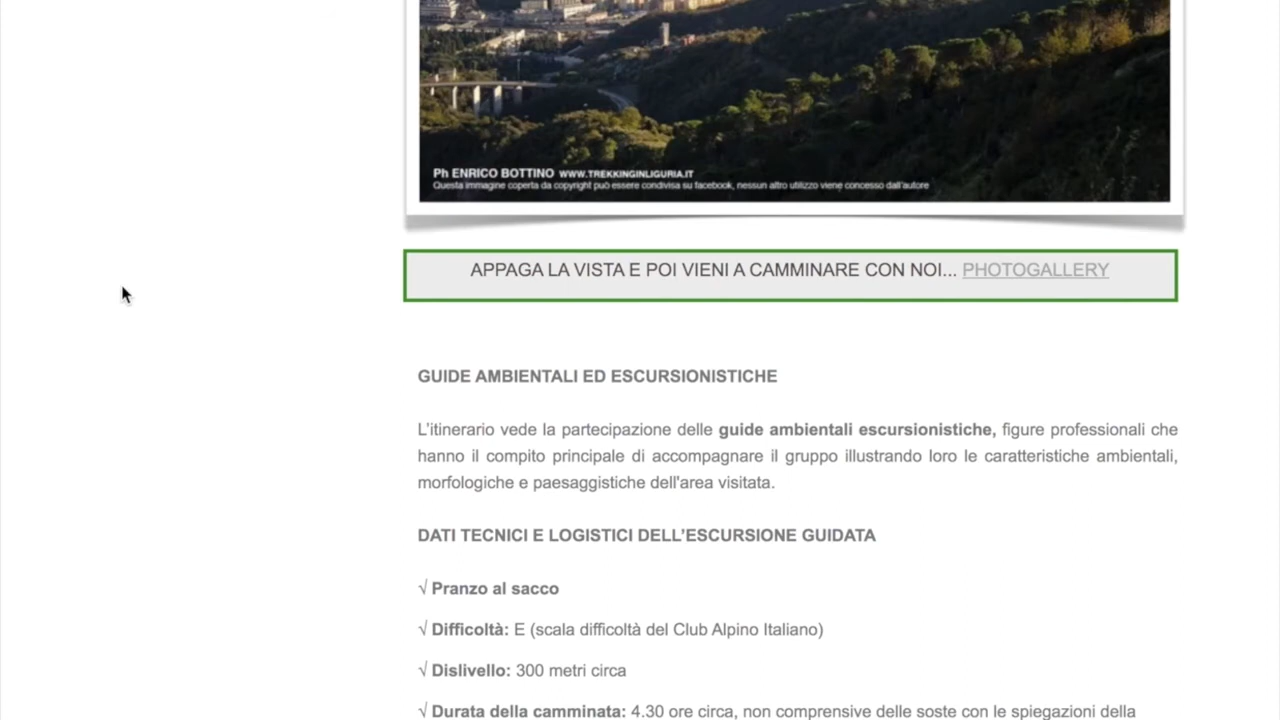 Ph ENRICO BOTTINO WWW.TREKKINGINLIGURIA.IT
Questa immagine coperta da copyright può essere condivisa su facebook, nessun altro utilizzo viene concesso dall'autore
APPAGA LA VISTA E POI VIENI A CAMMINARE CON NOI... PHOTOGALLERY
GUIDE AMBIENTALI ED ESCURSIONISTICHE
L'itinerario vede la partecipazione delle guide ambientali escursionistiche, figure professionali che
hanno il compito principale di accompagnare il gruppo illustrando loro le caratteristiche ambientali,
morfologiche e paesaggistiche dell'area visitata.
DATI TECNICI E LOGISTICI DELL'ESCURSIONE GUIDATA
√ Pranzo al sacco
√ Difficoltà: E (scala difficoltà del Club Alpino Italiano)
√ Dislivello: 300 metri circa
√ Durata della camminata: 4.30 ore circa, non comprensive delle soste con le spiegazioni della